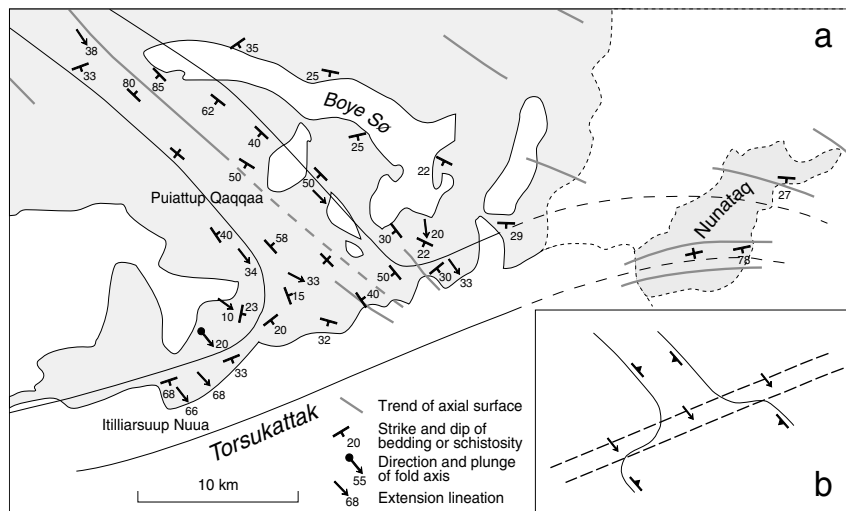 a
38
33
80
85
35
25
62
Boye Sø
40
25
50
50
22
Puiattup Qaqqaa
Nunataq
27
40
58
30
20
22
29
34
33
15
50
30
33
78
23
10
40
20
20
32
33
68
66
68
Itilliarsuup Nuua
Torsukattak
10 km
Trend of axial surface
Strike and dip of
bedding or schistosity
20
Direction and plunge
of fold axis
55
Extension lineation
68
b